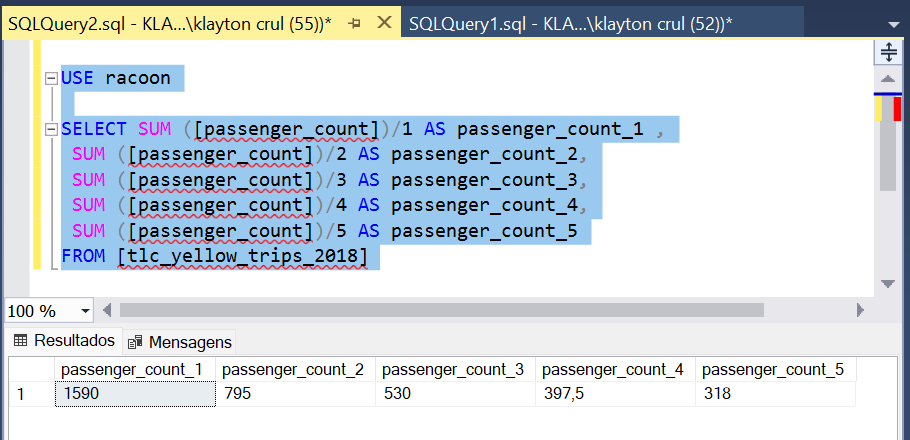 SQLQuery2.sql - KLA...\klayton crul (55))* SQLQuery1.sql - KLA...\klayton crul (52))*
USE racoon
SELECT SUM ([passenger_count])/1 AS passenger_count_1 ,
SUM ([passenger_count])/2 AS passenger_count_2,
SUM ([passenger_count])/3 AS passenger_count_3,
SUM ([passenger_count])/4 AS passenger_count_4,
SUM ([passenger_count])/5 AS passenger_count_5
FROM [tlc_yellow_trips_2018]
100 %
Resultados Mensagens
passenger_count_1 passenger_count_2 passenger_count_3 passenger_count_4 passenger_count_5
1 1590 795 530 397,5 318